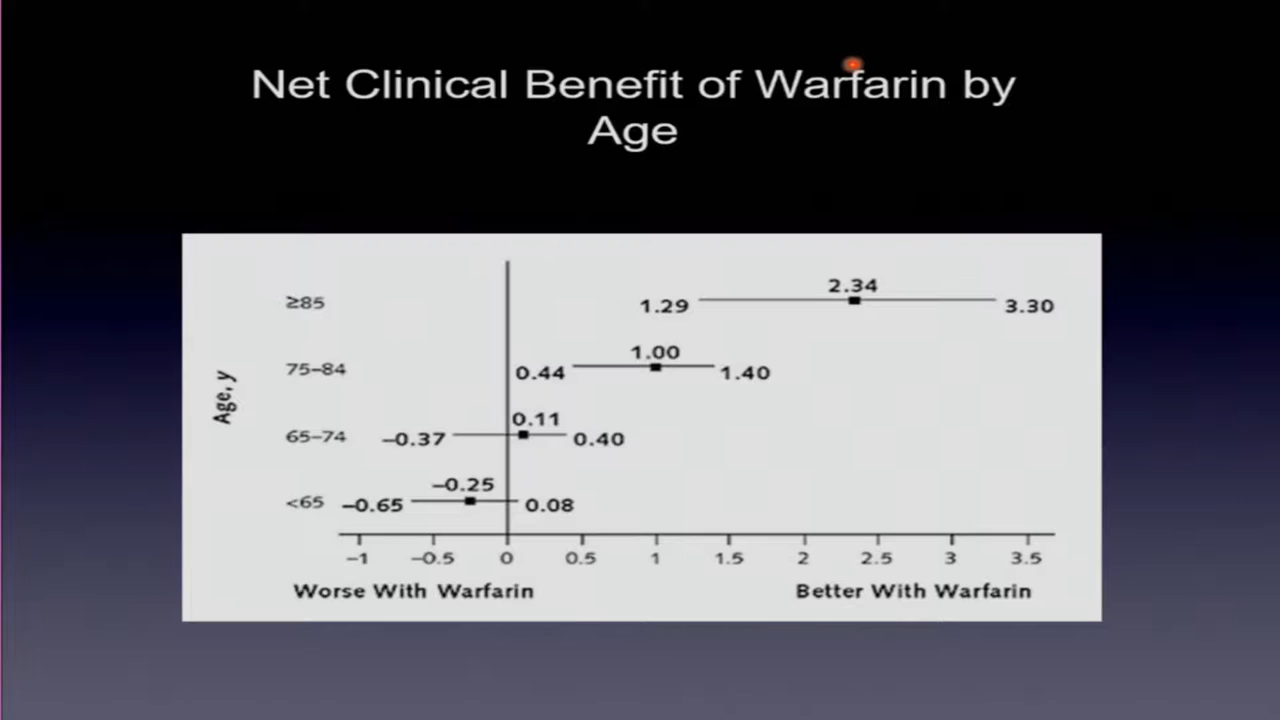 Net Clinical Benefit of Warfarin by
Age
Age, y
≥85
1.29
2.34
3.30
75–84
0.44
1.00
1.40
65–74
–0.37
0.11
0.40
<65
–0.65
–0.25
0.08
–1 –0.5 0 0.5 1 1.5 2 2.5 3 3.5
Worse With Warfarin
Better With Warfarin